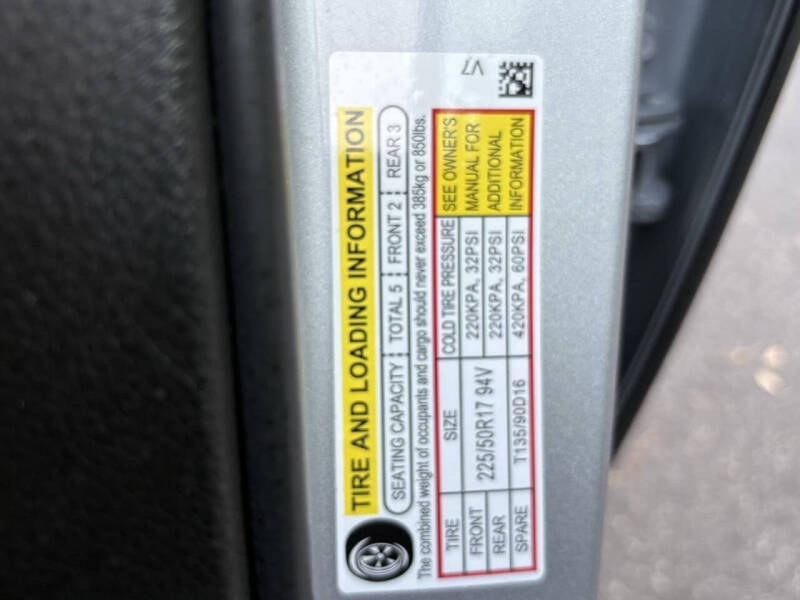 TIRE AND LOADING INFORMATION
SEATING CAPACITY TOTAL 5 FRONT 2 REAR 3
The combined weight of occupants and cargo should never exceed 385kg or 850lbs.
TIRE SIZE COLD TIRE PRESSURE SEE OWNER'S
FRONT 225/50R17 94V 220KPA, 32PSI MANUAL FOR
REAR 220KPA, 32PSI ADDITIONAL
SPARE T135/90D16 420KPA, 60PSI INFORMATION
V7